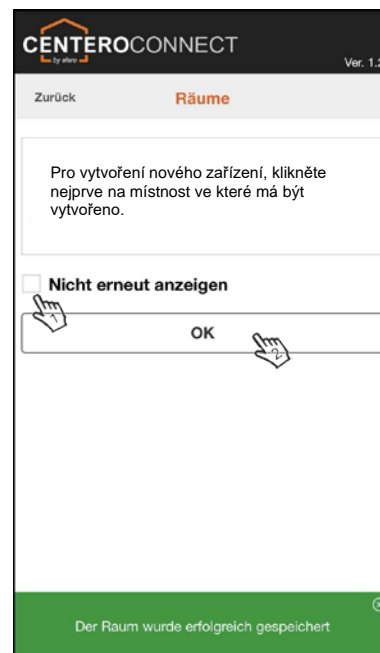 CENTEROCONNECT
by elero
Ver. 1.2
Zurück
Räume
Pro vytvoření nového zařízení, klikněte
nejprve na místnost ve které má být
vytvořeno.
Nicht erneut anzeigen
1
OK
2
Der Raum wurde erfolgreich gespeichert